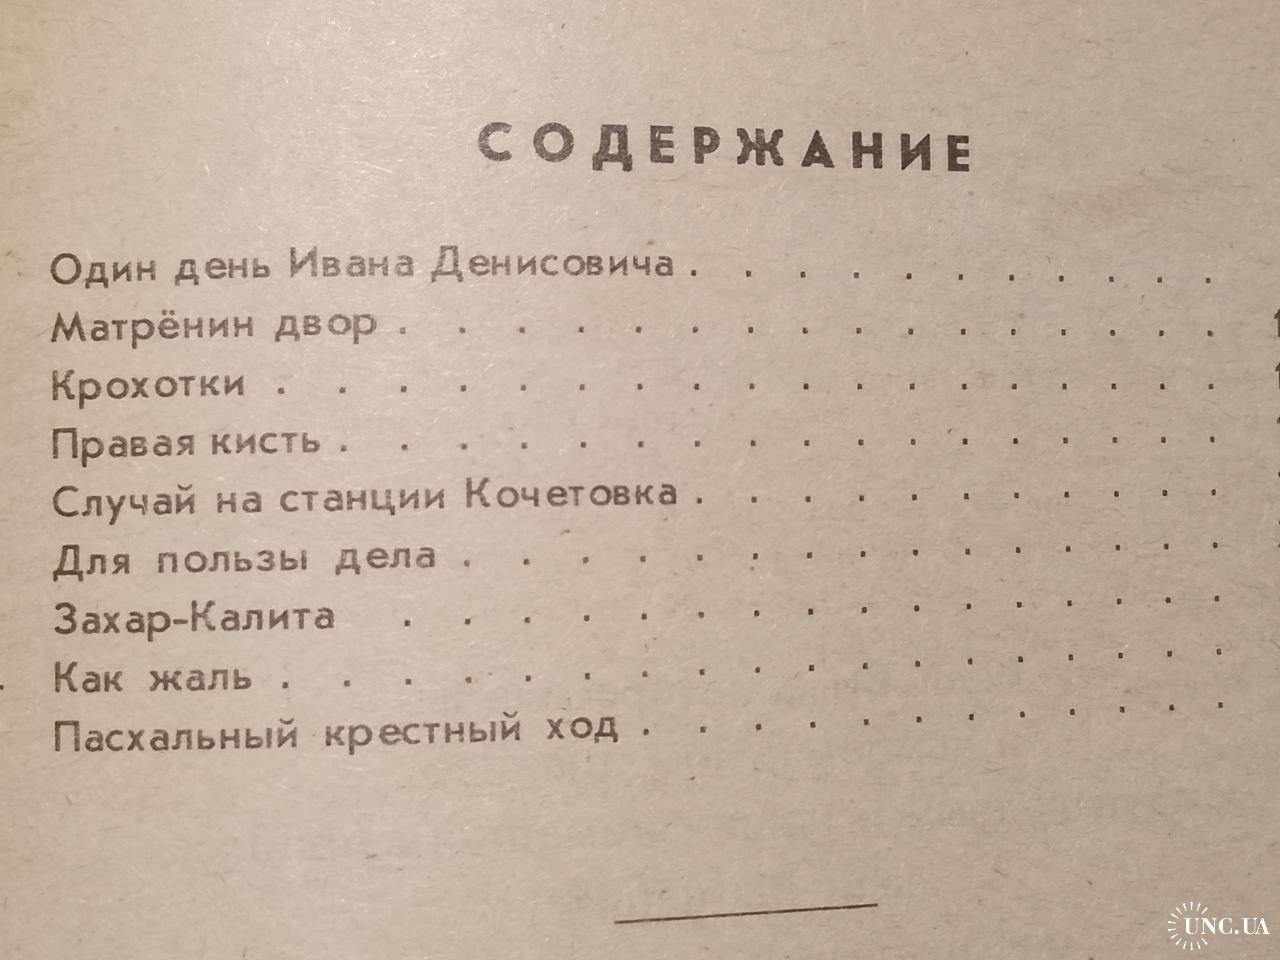 СОДЕРЖАНИЕ
Один день Ивана Денисовича . . . . . . . . . .
Матрёнин двор . . . . . . . . . . . . . . .
Крохотки . . . . . . . . . . . . . . . . .
Правая кисть . . . . . . . . . . . . . . . .
Случай на станции Кочетовка . . . . . . . . . .
Для пользы дела . . . . . . . . . . . . . .
Захар-Калита . . . . . . . . . . . . . . .
Как жаль . . . . . . . . . . . . . . . . .
Пасхальный крестный ход . . . . . . . . . . .
UNC.UA